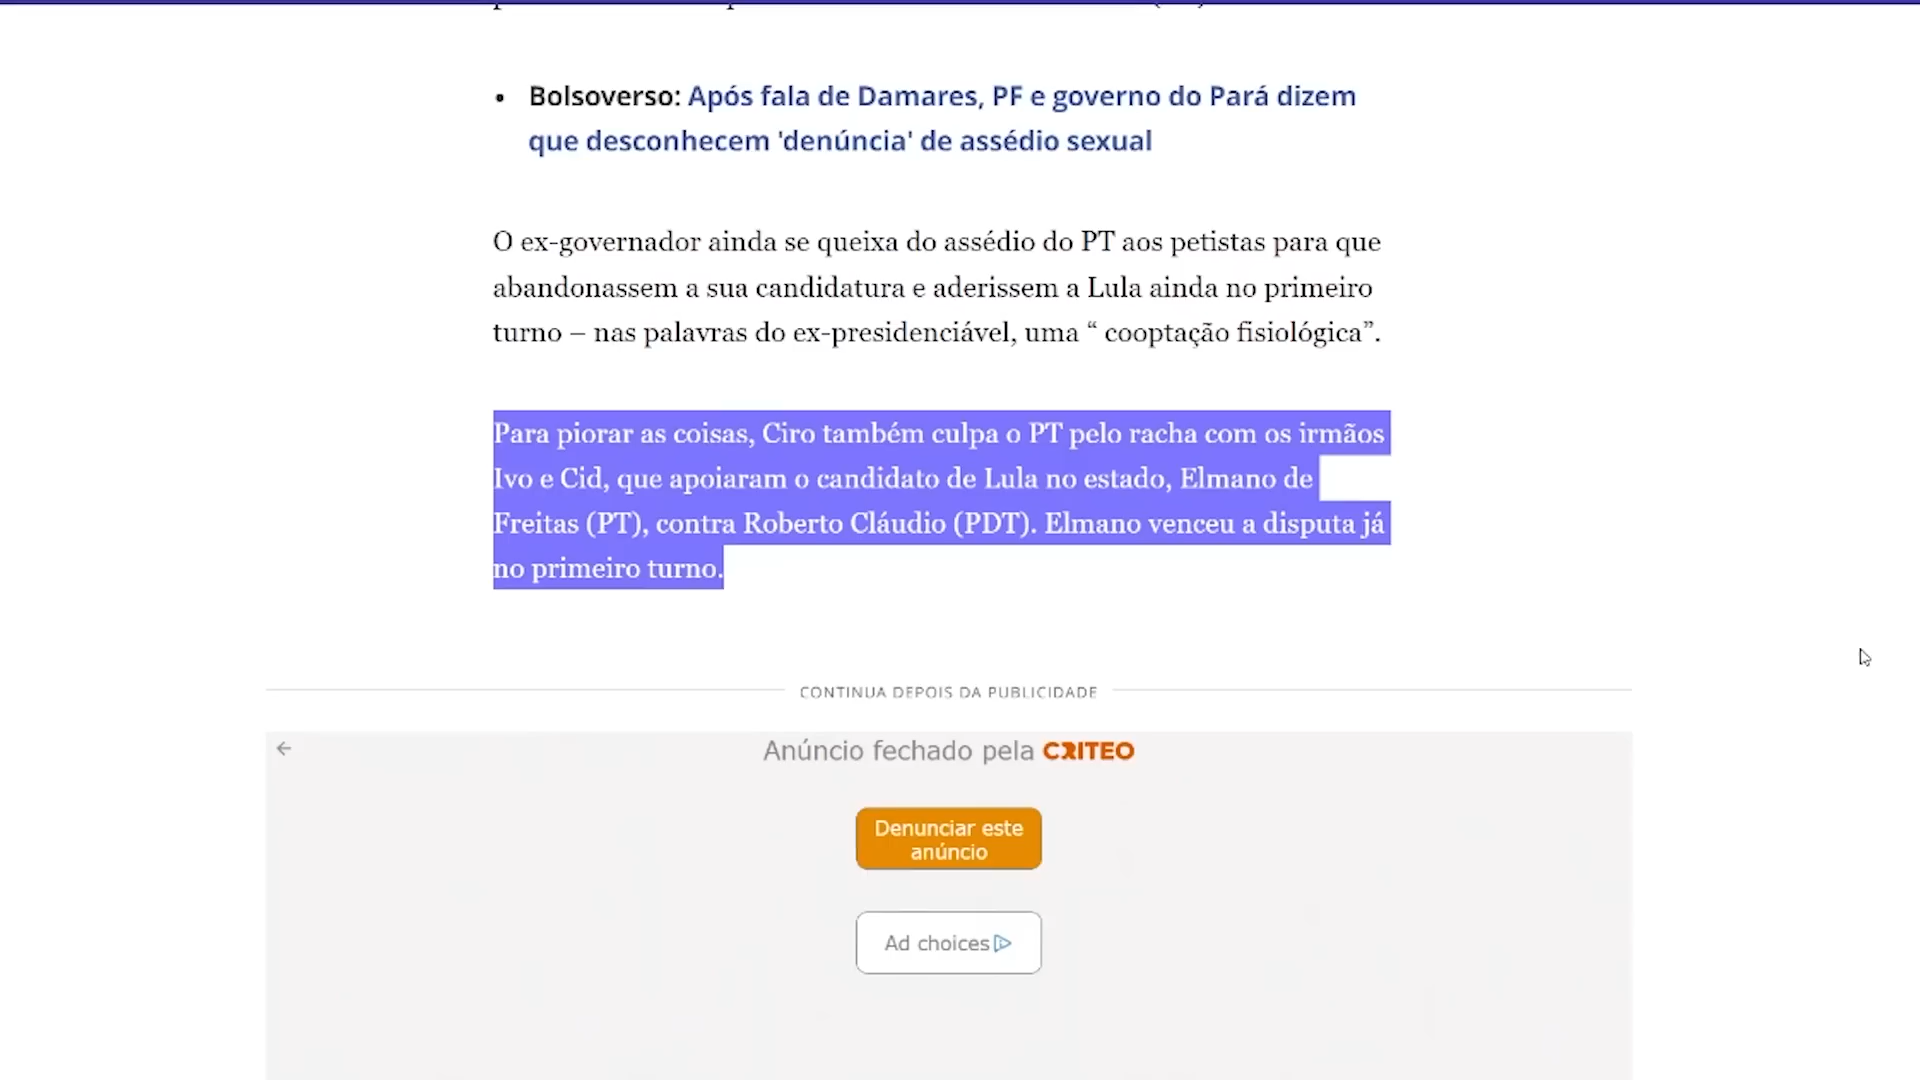 Bolsoverso: Após fala de Damares, PF e governo do Pará dizem
que desconhecem 'denúncia' de assédio sexual
O ex-governador ainda se queixa do assédio do PT aos petistas para que
abandonassem a sua candidatura e aderissem a Lula ainda no primeiro
turno – nas palavras do ex-presidenciável, uma “ cooptação fisiológica”.
Para piorar as coisas, Ciro também culpa o PT pelo racha com os irmãos
Ivo e Cid, que apoiaram o candidato de Lula no estado, Elmano de
Freitas (PT), contra Roberto Cláudio (PDT). Elmano venceu a disputa já
no primeiro turno.
CONTINUA DEPOIS DA PUBLICIDADE
Anúncio fechado pela CRITEO
Denunciar este
anúncio
Ad choices